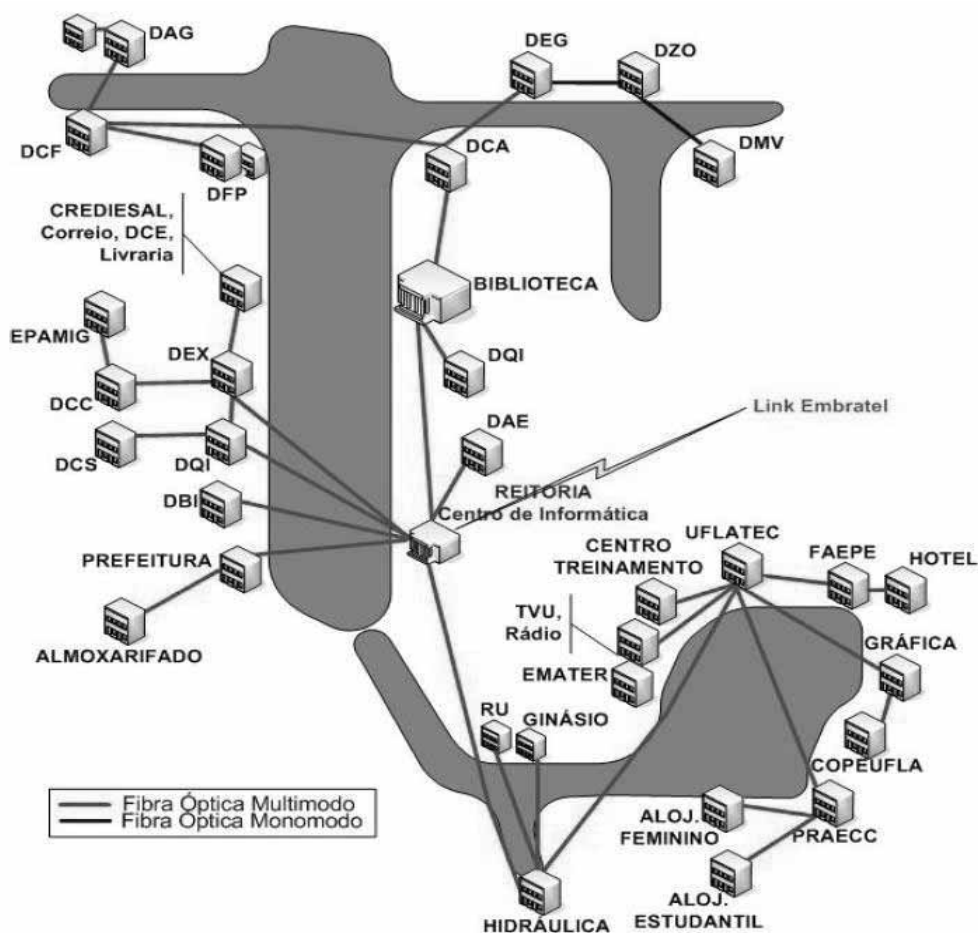 DAG
DEG
DZO
DCF
DCA
DMV
DFP
CREDIESAL,
Correio, DCE,
Livraria
BIBLIOTECA
EPAMIG
DEX
DQI
DCC
Link Embratel
DAE
DCS
DQI
REITORIA
Centro de Informática
DBI
UFLATEC
PREFEITURA
CENTRO
TREINAMENTO
FAEPE
HOTEL
TVU,
Rádio
ALMOXARIFADO
GRÁFICA
EMATER
RU
GINÁSIO
COPEUFLA
Fibra Óptica Multimodo
Fibra Óptica Monomodo
ALOJ.
FEMININO
PRAECC
ALOJ.
ESTUDANTIL
HIDRÁULICA